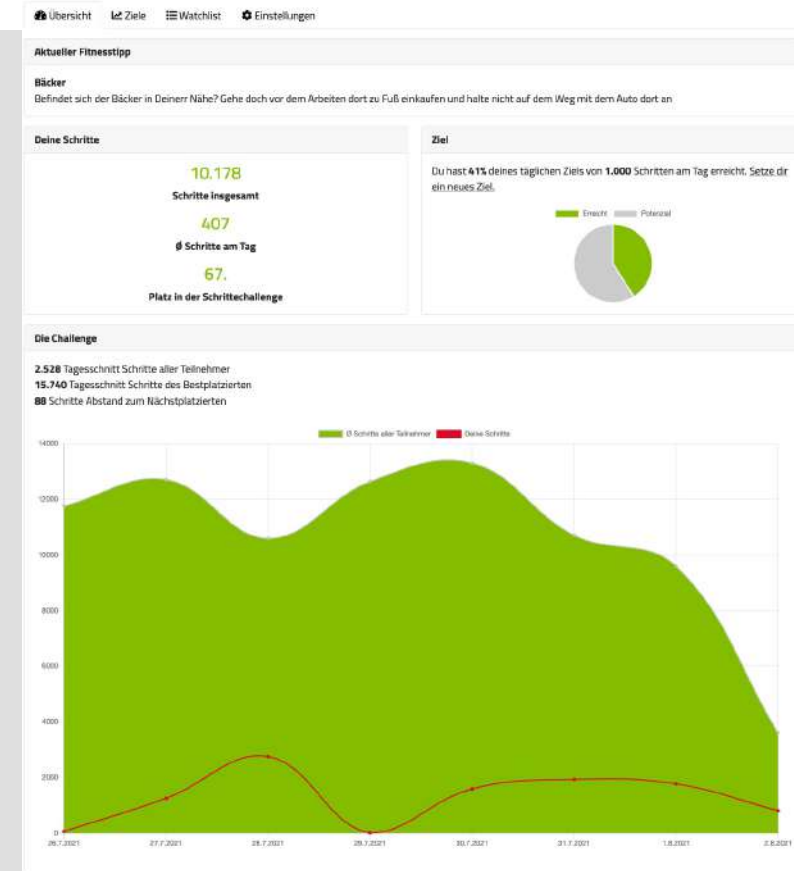 Übersicht Ziele Watchlist Einstellungen
Aktueller Fitnesstipp
Bäcker
Befindet sich der Bäcker in Deinerr Nähe? Gehe doch vor dem Arbeiten dort zu Fuß einkaufen und halte nicht auf dem Weg mit dem Auto dort an
Deine Schritte
10.178
Schritte insgesamt
407
Ø Schritte am Tag
67.
Platz in der Schrittechallenge
Ziel
Du hast 41% deines täglichen Ziels von 1.000 Schritten am Tag erreicht. Setze dir
ein neues Ziel.
Erreicht Potenzial
Die Challenge
2.528 Tagesschnitt Schritte aller Teilnehmer
15.740 Tagesschnitt Schritte des Bestplatzierten
88 Schritte Abstand zum Nächstplatzierten
Ø Schritte aller Teilnehmer Deine Schritte
14000
12000
10000
8000
6000
4000
2000
0
26.7.2021 27.7.2021 28.7.2021 29.7.2021 30.7.2021 31.7.2021 1.8.2021 2.8.2021